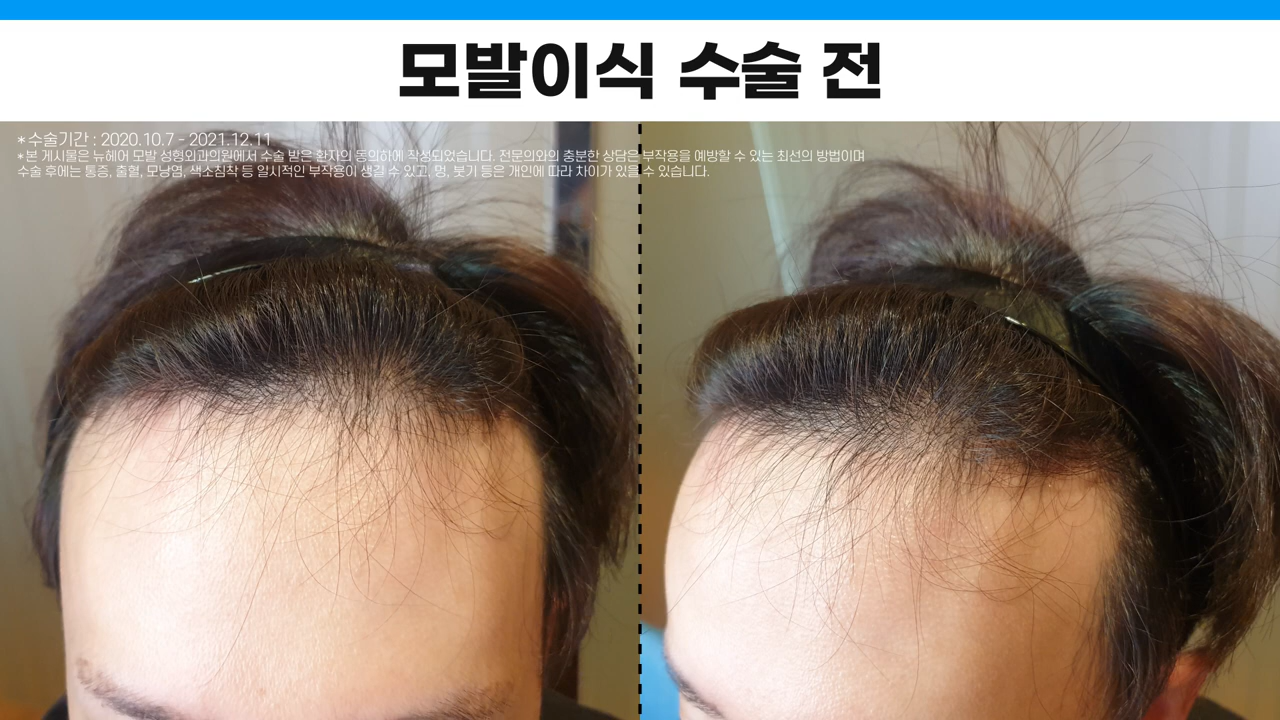 모발이식 수술 전
*수술기간 : 2020.10.7 - 2021.12.11
*본 게시물은 뉴헤어 모발 성형외과의원에서 수술 받은 환자의 동의하에 작성되었습니다. 전문의와의 충분한 상담은 부작용을 예방할 수 있는 최선의 방법이며
수술 후에는 통증, 출혈, 모낭염, 색소침착 등 일시적인 부작용이 생길 수 있고, 멍, 붓기 등은 개인에 따라 차이가 있을 수 있습니다.